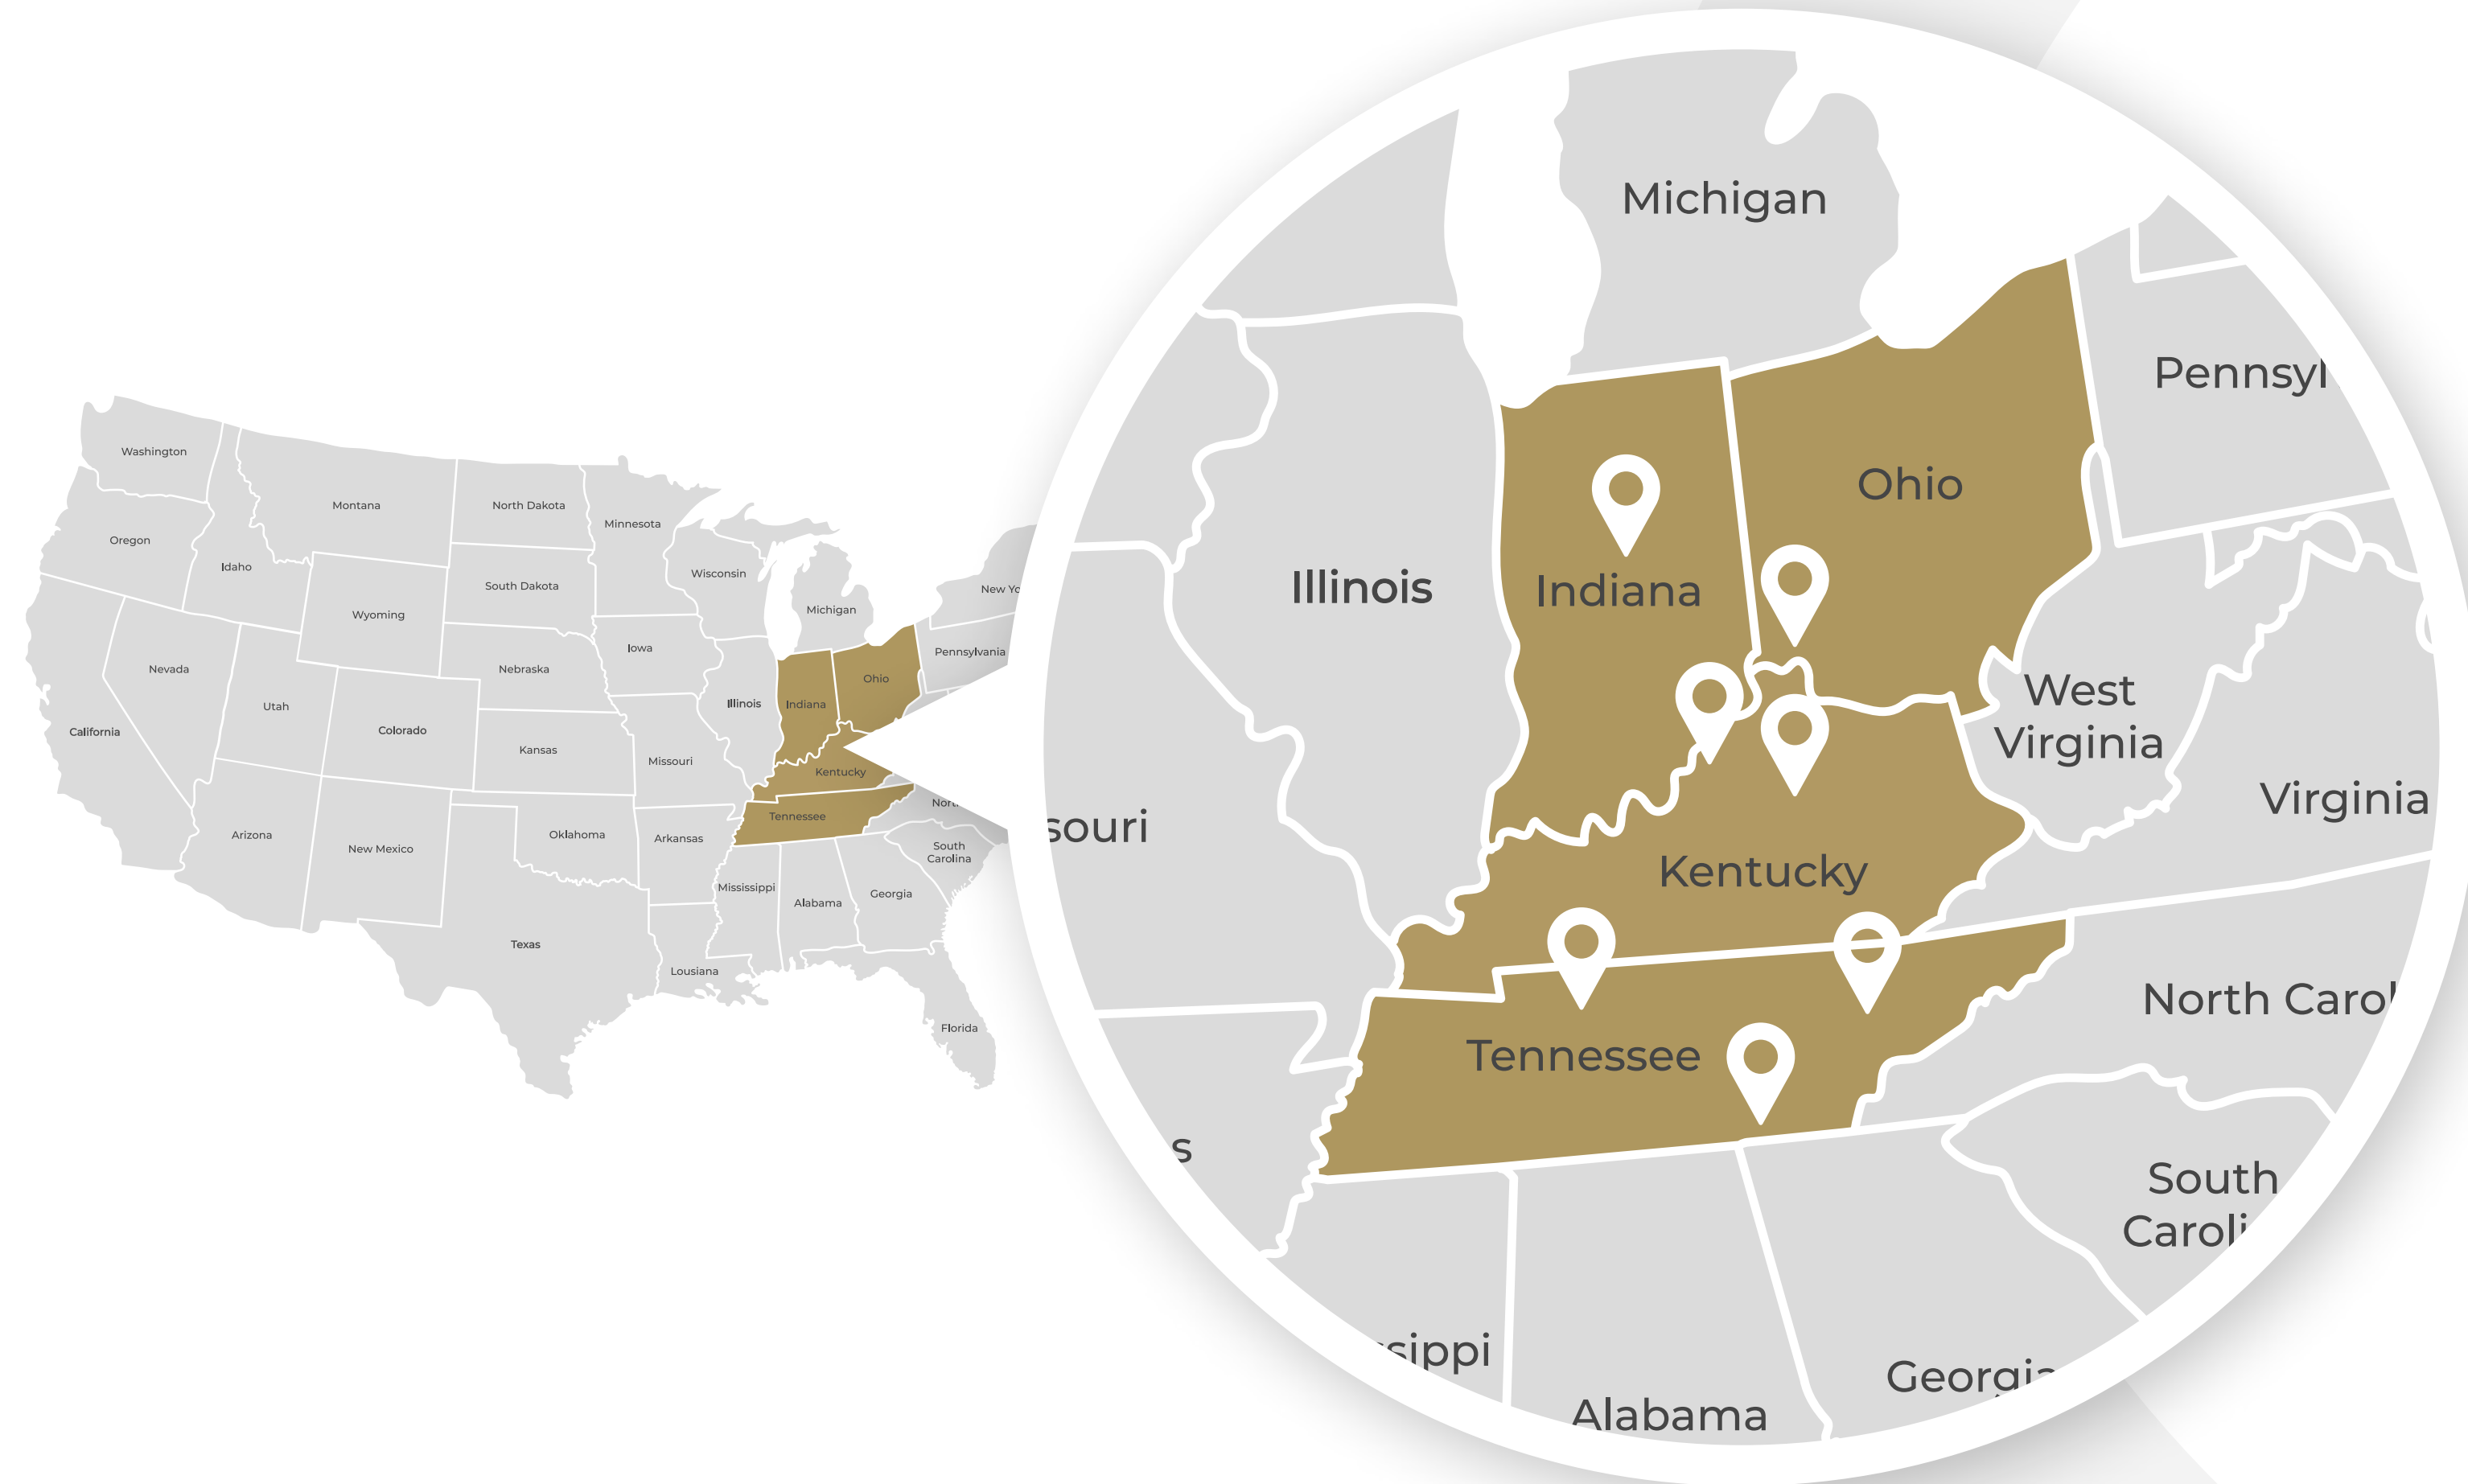 Washington
Montana
North Dakota
Minnesota
Oregon
Idaho
Wisconsin
South Dakota
New Yo
Michigan
Wyoming
Iowa
Pennsylvania
Nevada
Nebraska
Ohio
Utah
Illinois
Indiana
California
Colorado
Kansas
Missouri
Kentucky
Nort
Tennessee
Arizona
Oklahoma
Arkansas
New Mexico
South
Carolina
Mississippi
Georgia
Alabama
Texas
Lousiana
Florida
Michigan
Pennsyl
Ohio
Illinois
Indiana
West
Virginia
Virginia
souri
Kentucky
North Carol
Tennessee
s
South
Caroli
sippi
Georgia
Alabama